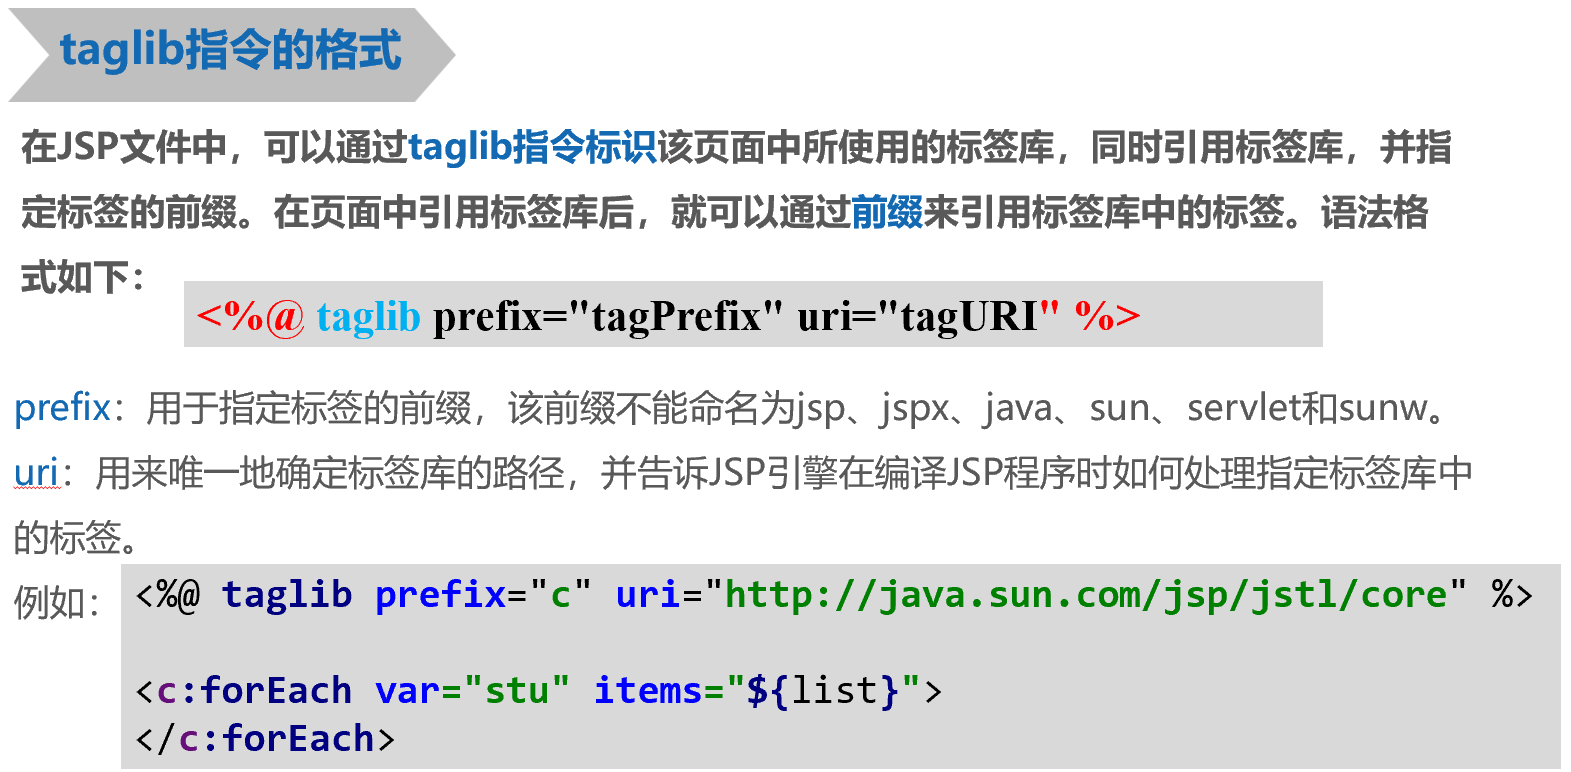 taglib指令的格式
在JSP文件中，可以通过taglib指令标识该页面中所使用的标签库，同时引用标签库，并指
定标签的前缀。在页面中引用标签库后，就可以通过前缀来引用标签库中的标签。语法格
式如下：
<%@ taglib prefix="tagPrefix" uri="tagURI" %>
prefix：用于指定标签的前缀，该前缀不能命名为jsp、jspx、java、sun、servlet和sunw。
uri：用来唯一地确定标签库的路径，并告诉JSP引擎在编译JSP程序时如何处理指定标签库中
的标签。
例如：
<%@ taglib prefix="c" uri="http://java.sun.com/jsp/jstl/core" %>
<c:forEach var="stu" items="${list}">
</c:forEach>